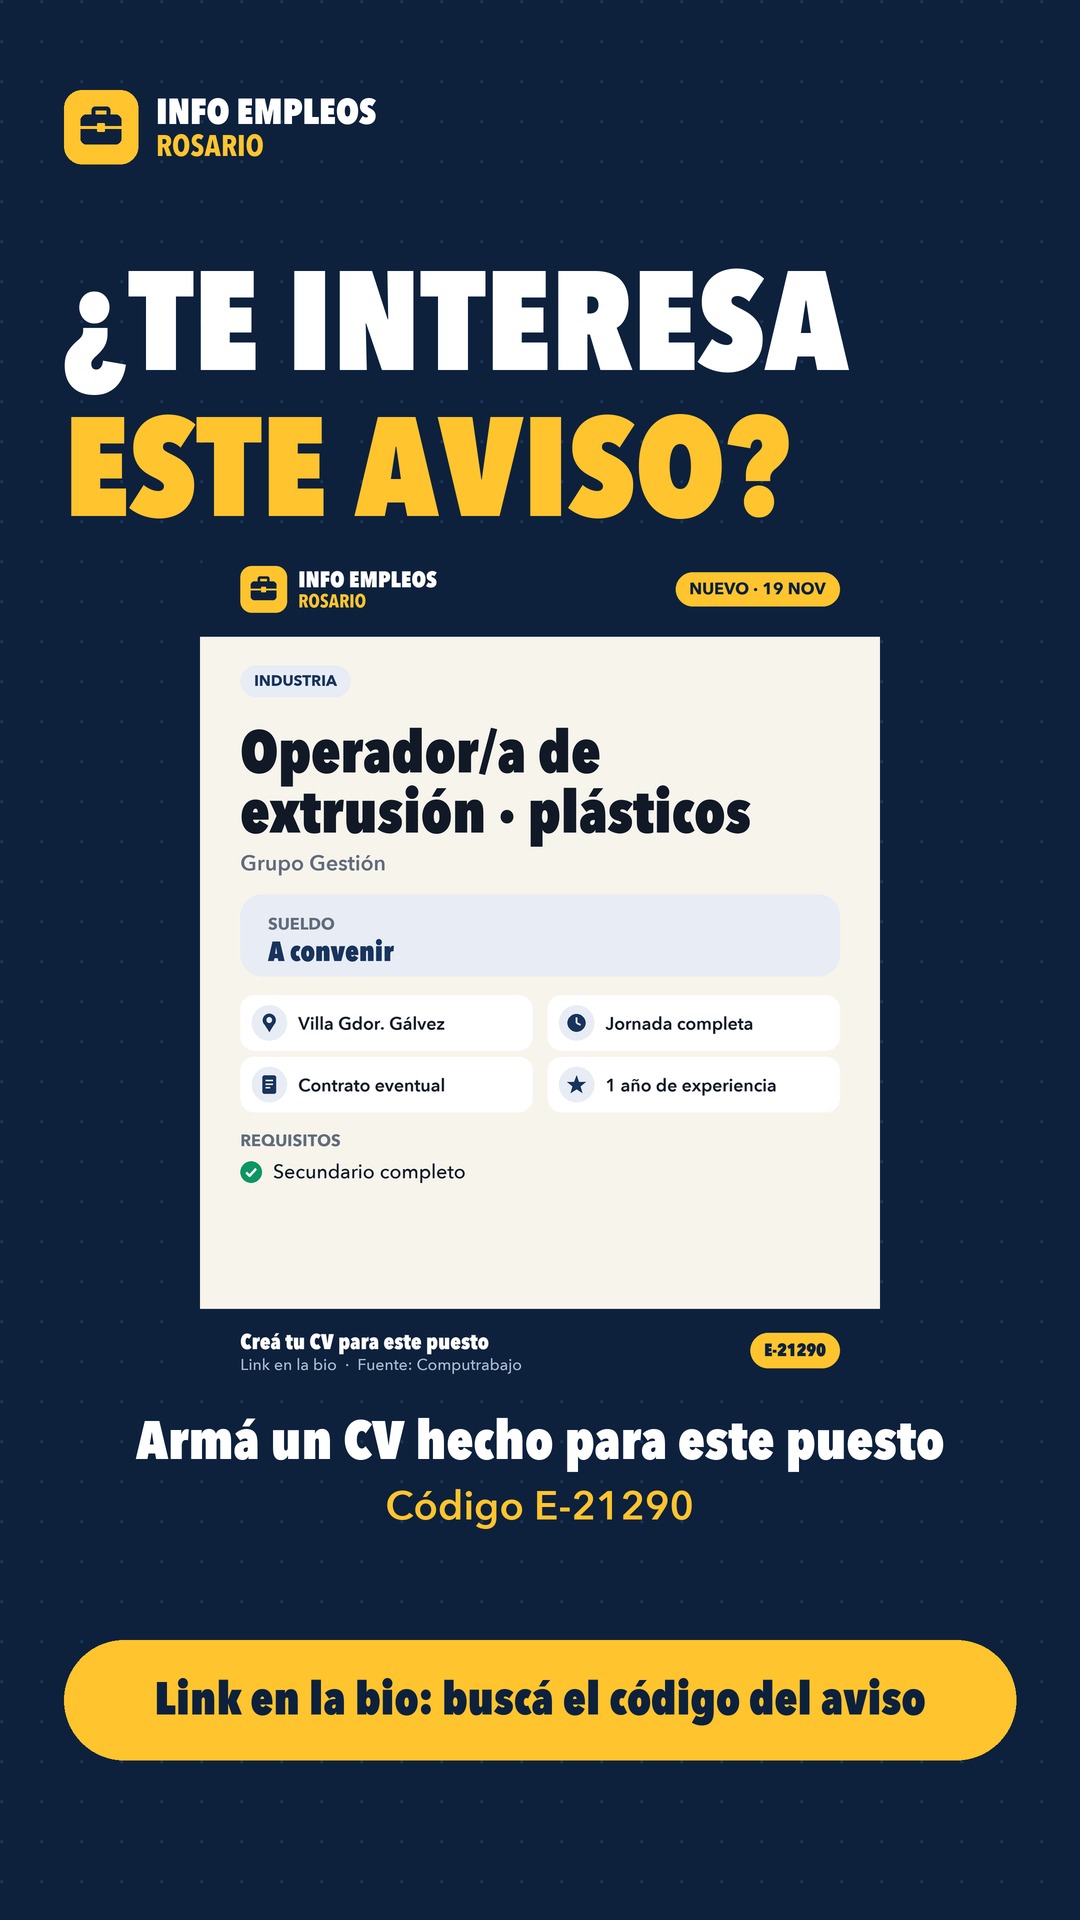 INFO EMPLEOS
ROSARIO
¿TE INTERESA
ESTE AVISO?
INFO EMPLEOS
ROSARIO
NUEVO · 19 NOV
INDUSTRIA
Operador/a de
extrusión · plásticos
Grupo Gestión
SUELDO
A convenir
Villa Gdor. Gálvez
Jornada completa
Contrato eventual
1 año de experiencia
REQUISITOS
Secundario completo
Creá tu CV para este puesto
Link en la bio · Fuente: Computrabajo
E-21290
Armá un CV hecho para este puesto
Código E-21290
Link en la bio: buscá el código del aviso